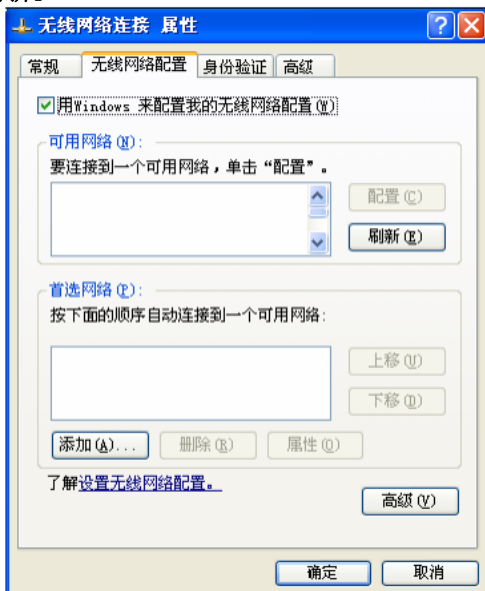 无线网络连接 属性
常规 无线网络配置 身份验证 高级
用Windows 来配置我的无线网络配置(W)
可用网络(N):
要连接到一个可用网络，单击“配置”。
配置(C)
刷新(E)
首选网络(P):
按下面的顺序自动连接到一个可用网络:
上移(U)
下移(D)
添加(A)... 删除(R) 属性(O)
了解设置无线网络配置。
高级(V)
确定 取消